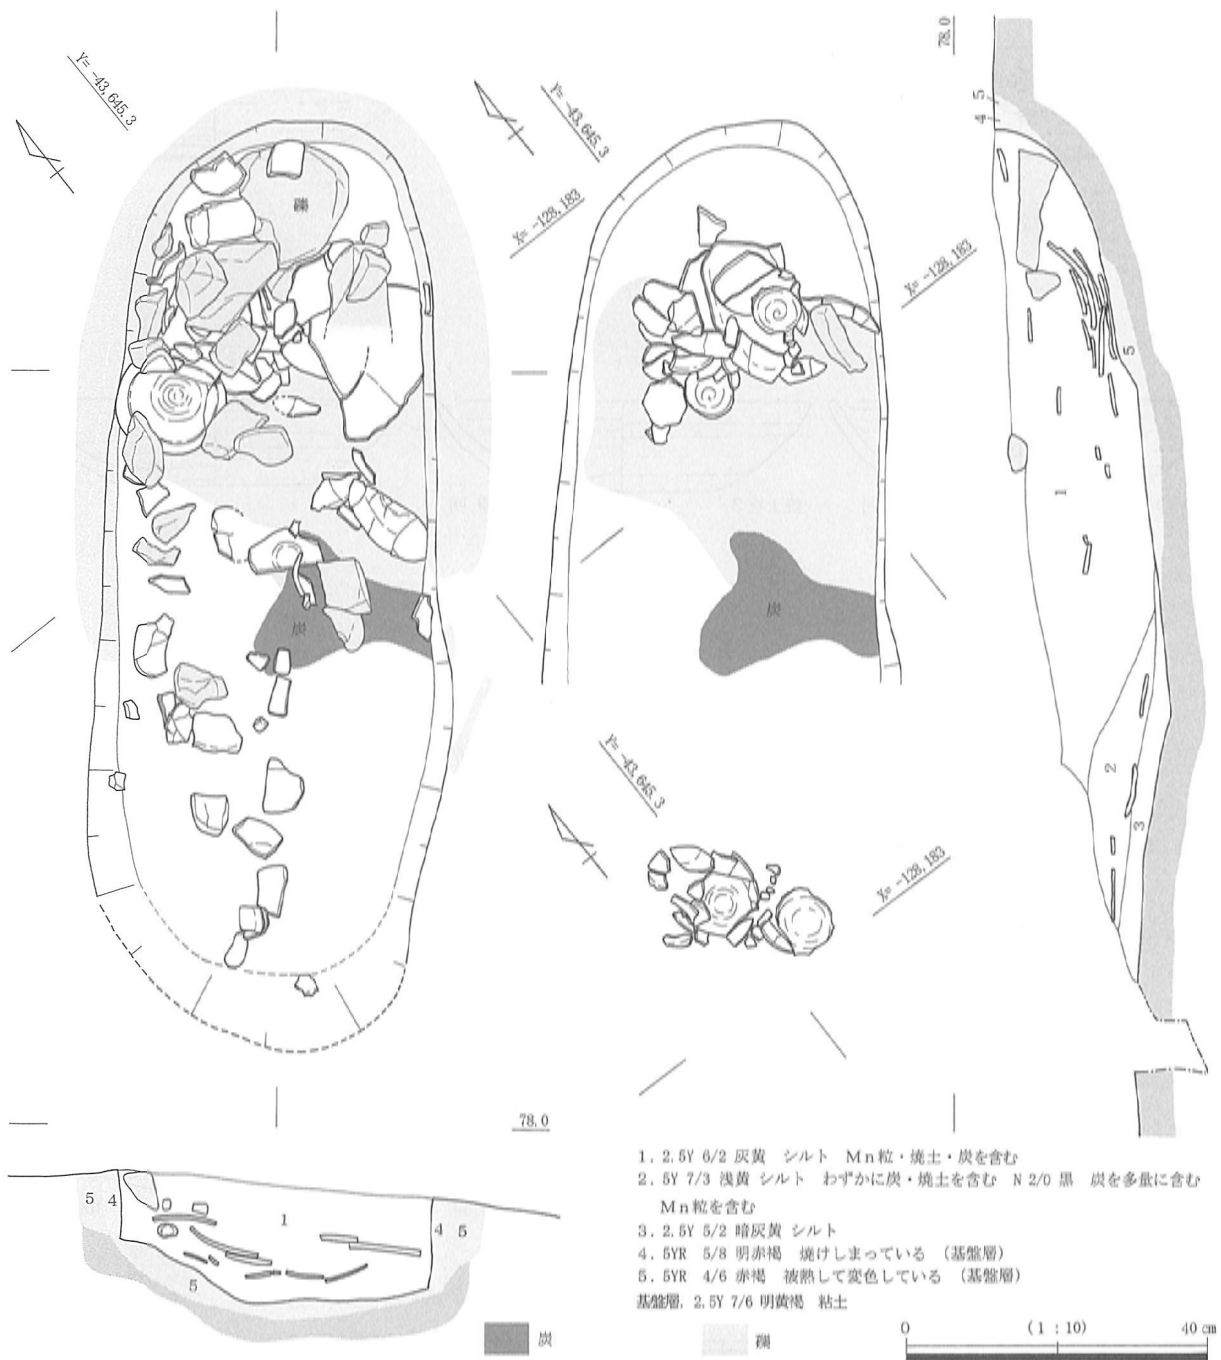 Y= -43,645.3
礫
炭
Y= -43,645.3
X= -128,183
X= -128,183
炭
78.0
4 5
5
1
2
3
Y= -43,645.3
X= -128,183
78.0
5 4
1
4 5
5
1. 2.5Y 6/2 灰黄 シルト Mn粒・焼土・炭を含む
2. 5Y 7/3 浅黄 シルト わずかに炭・焼土を含む N 2/0 黒 炭を多量に含む
Mn粒を含む
3. 2.5Y 5/2 暗灰黄 シルト
4. 5YR 5/8 明赤褐 焼けしまっている (基盤層)
5. 5YR 4/6 赤褐 被熱して変色している (基盤層)
基盤層. 2.5Y 7/6 明黄褐 粘土
炭
礫
0 (1:10) 40 cm